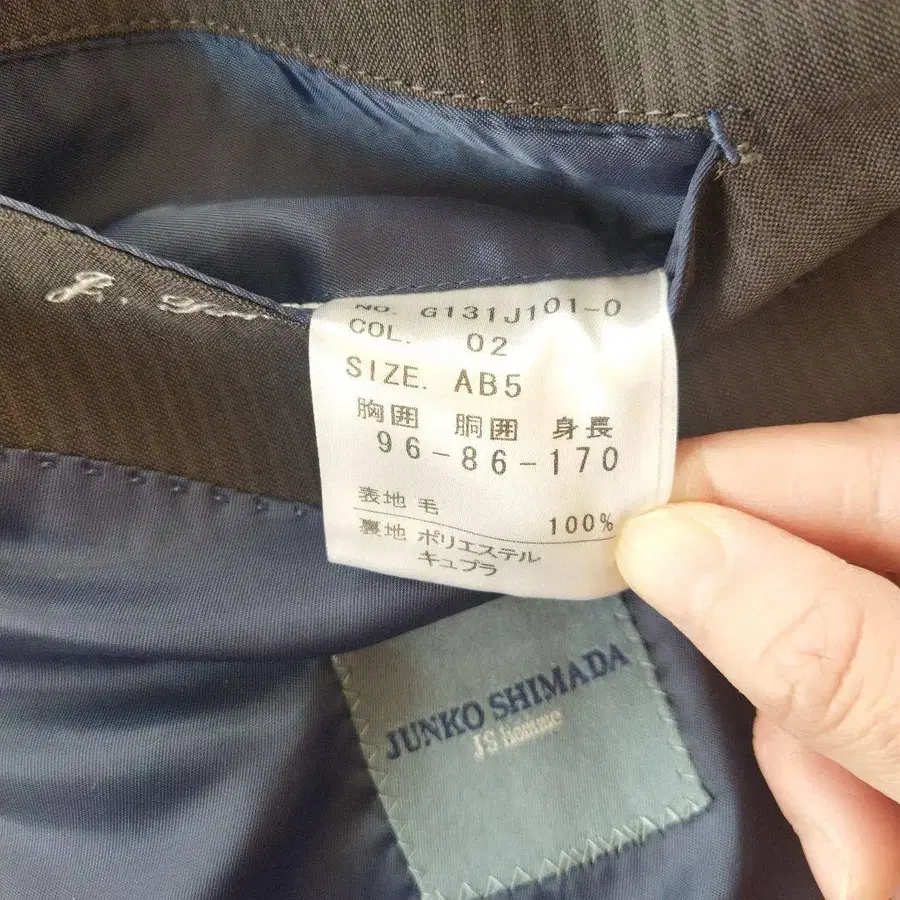 J.
NO. G131J101-0
COL. 02
SIZE. AB5
胸囲 胴囲 身長
96-86-170
表地 毛 100%
裏地 ポリエステル
キュプラ
JUNKO SHIMADA
JS homme